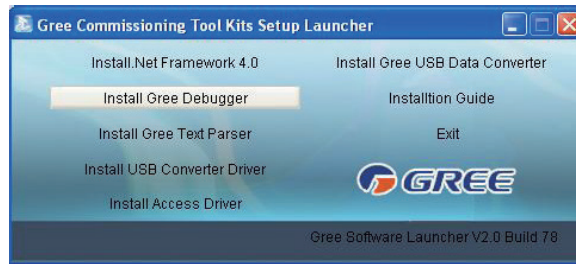 Gree Commissioning Tool Kits Setup Launcher
Install.Net Framework 4.0
Install Gree Debugger
Install Gree Text Parser
Install USB Converter Driver
Install Access Driver
Install Gree USB Data Converter
Installtion Guide
Exit
GREE
Gree Software Launcher V2.0 Build 78